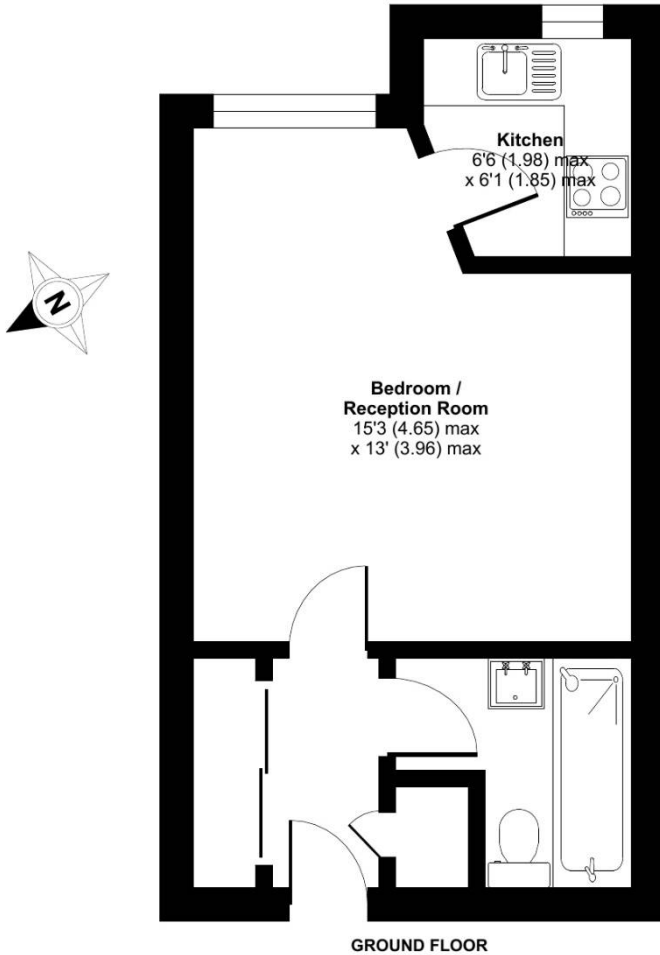 Kitchen
6'6 (1.98) max
x 6'1 (1.85) max
N
Bedroom /
Reception Room
15'3 (4.65) max
x 13' (3.96) max
GROUND FLOOR